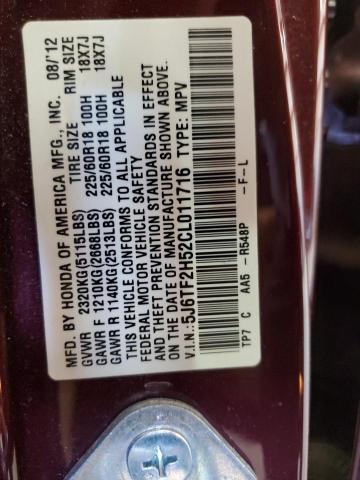 MFD. BY HONDA OF AMERICA MFG., INC. 08/'12
TIRE SIZE RIM SIZE
GVWR 2320KG(5115LBS)
GAWR F 1210KG(2668LBS) 225/60R18 100H 18X7J
GAWR R 1140KG(2513LBS) 225/60R18 100H 18X7J
THIS VEHICLE CONFORMS TO ALL APPLICABLE
FEDERAL MOTOR VEHICLE SAFETY, BUMPER,
AND THEFT PREVENTION STANDARDS IN EFFECT
ON THE DATE OF MANUFACTURE SHOWN ABOVE.
V.I.N.:5J6TF2H52CL011716 TYPE: MPV
TP7 C AA5 - R548P - F - L